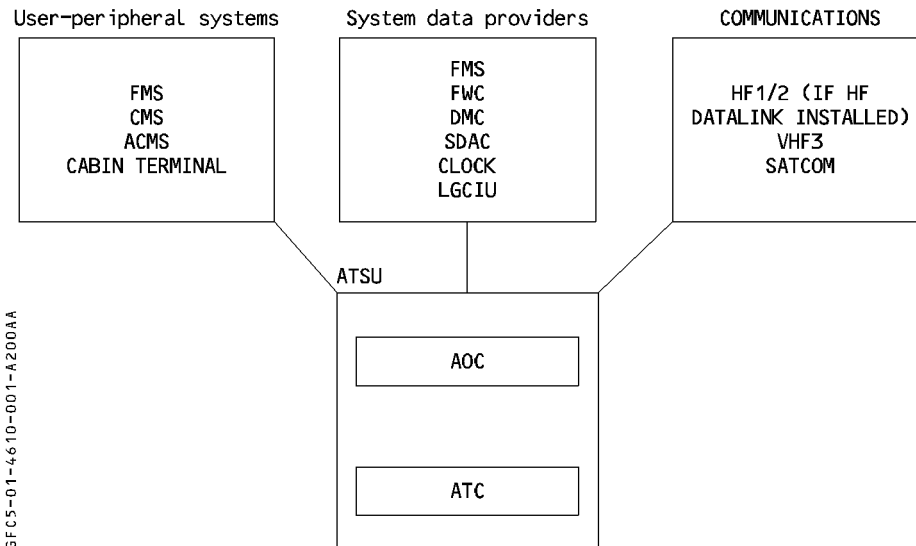 User-peripheral systems
FMS
CMS
ACMS
CABIN TERMINAL
System data providers
FMS
FWC
DMC
SDAC
CLOCK
LGCIU
COMMUNICATIONS
HF1/2 (IF HF
DATALINK INSTALLED)
VHF3
SATCOM
ATSU
AOC
ATC
GFC5-01-4610-001-A200AA